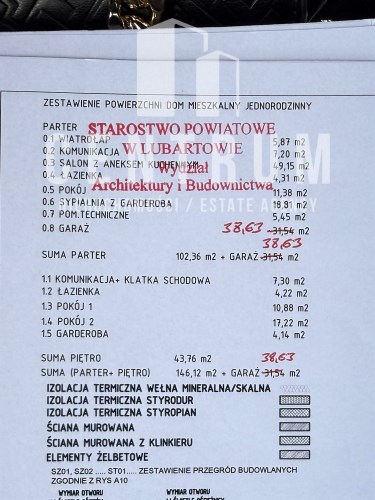 ZESTAWIENIE POWIERZCHNI DOM MIESZKALNY JEDNORODZINNY
PARTER
STAROSTWO POWIATOWE
W LUBARTOWIE
Wydział
Architektury i Budownictwa
0.1 WIATROŁAP 5,87 m2
0.2 KOMUNIKACJA 7,20 m2
0.3 SALON Z ANEKSEM KUCHENNYM 49,15 m2
0.4 ŁAZIENKA 4,31 m2
0.5 POKÓJ 11,38 m2
0.6 SYPIALNIA Z GARDEROBĄ 18,81 m2
0.7 POM.TECHNICZNE 5,45 m2
0.8 GARAŻ 38,63 31,54 m2
38,63
SUMA PARTER 102,36 m2 + GARAŻ 31,54 m2
1.1 KOMUNIKACJA+ KLATKA SCHODOWA 7,30 m2
1.2 ŁAZIENKA 4,22 m2
1.3 POKÓJ 1 10,88 m2
1.4 POKÓJ 2 17,22 m2
1.5 GARDEROBA 4,14 m2
SUMA PIĘTRO 43,76 m2 38,63
SUMA (PARTER+ PIĘTRO) 146,12 m2 + GARAŻ 31,54 m2
IZOLACJA TERMICZNA WEŁNA MINERALNA/SKALNA
IZOLACJA TERMICZNA STYRODUR
IZOLACJA TERMICZNA STYROPIAN
ŚCIANA MUROWANA
ŚCIANA MUROWANA Z KLINKIERU
ELEMENTY ŻELBETOWE
SZ01, SZ02 ..... ST01..... ZESTAWIENIE PRZEGRÓD BUDOWLANYCH
ZGODNIE Z RYS A10
WYMIAR OTWORU WYMIAR OTWORU